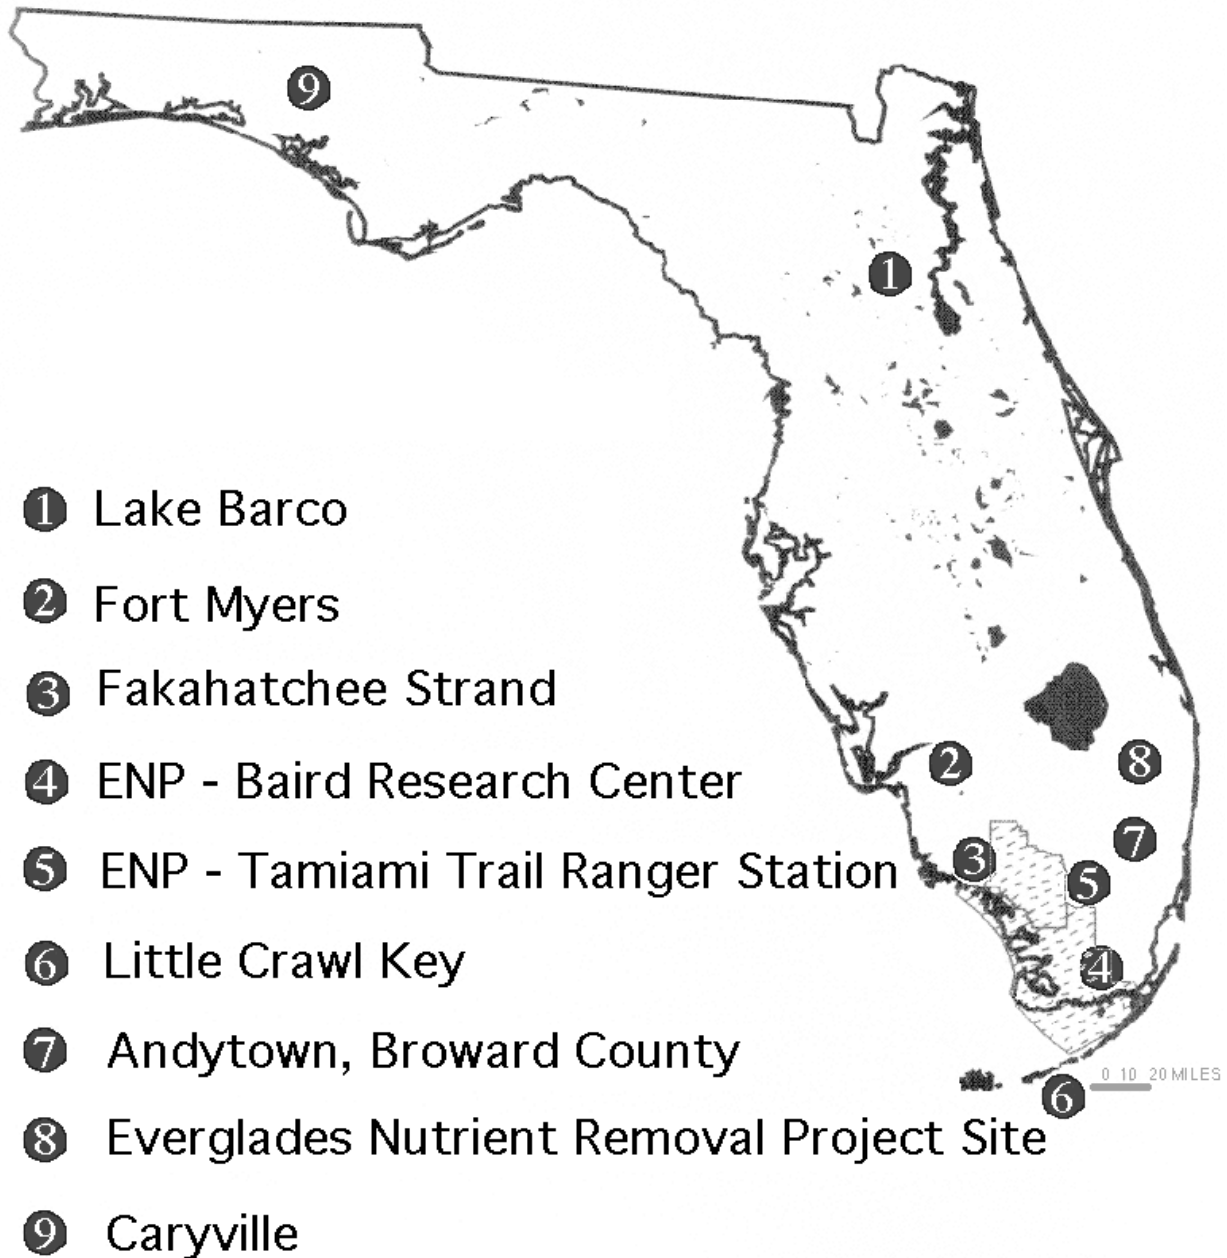 9
1
1 Lake Barco
2 Fort Myers
3 Fakahatchee Strand
2
8
4 ENP - Baird Research Center
7
3
5 ENP - Tamiami Trail Ranger Station
5
6 Little Crawl Key
4
7 Andytown, Broward County
0 10 20 MILES
6
8 Everglades Nutrient Removal Project Site
9 Caryville